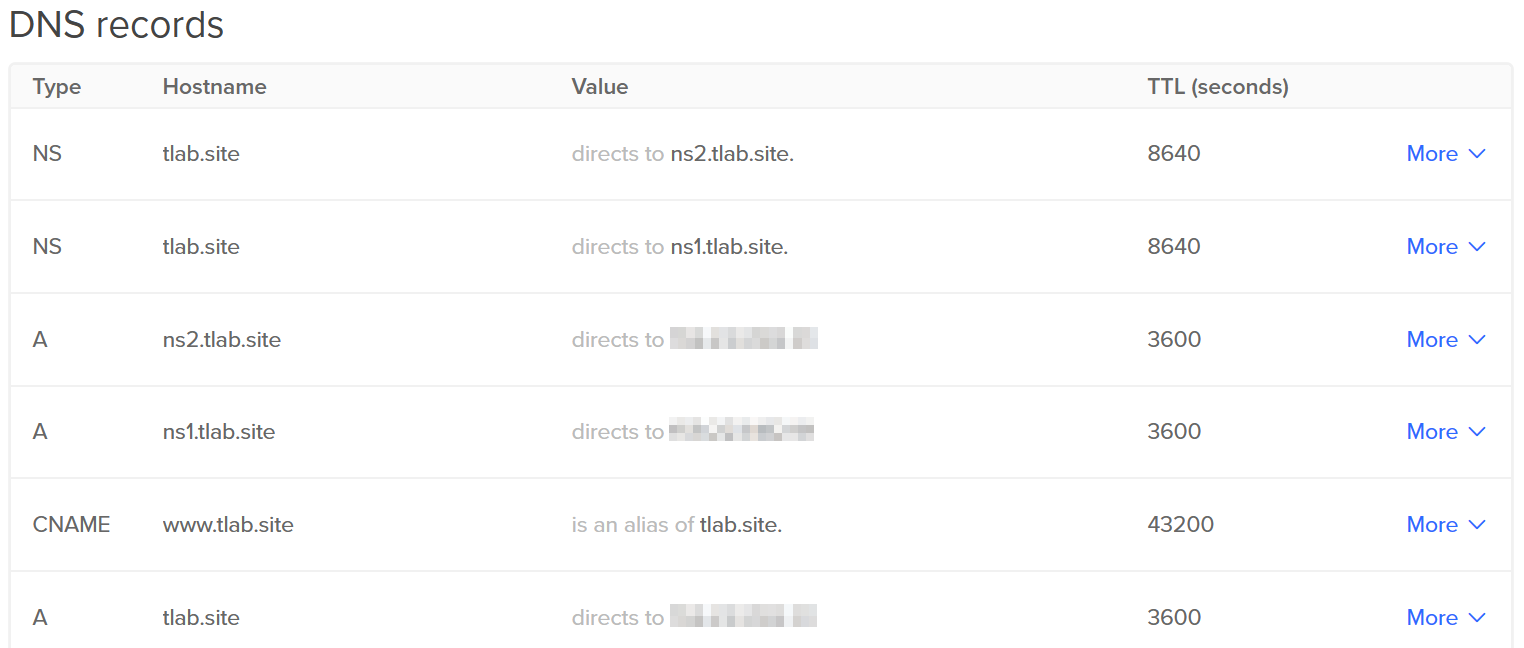 DNS records
Type Hostname Value TTL (seconds)
NS tlab.site directs to ns2.tlab.site. 8640 More
NS tlab.site directs to ns1.tlab.site. 8640 More
A ns2.tlab.site directs to 3600 More
A ns1.tlab.site directs to 3600 More
CNAME www.tlab.site is an alias of tlab.site. 43200 More
A tlab.site directs to 3600 More